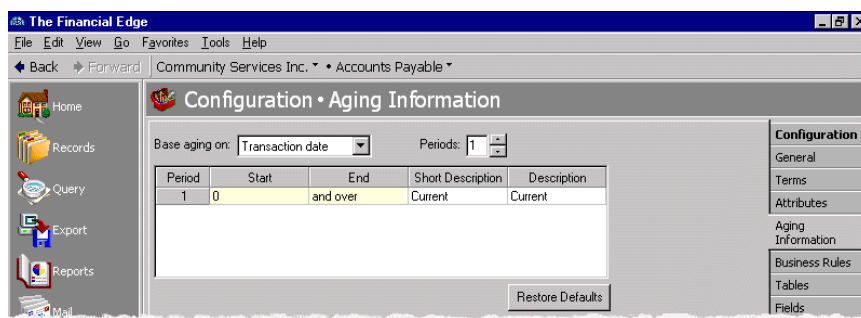 The Financial Edge
File Edit View Go Favorites Tools Help
Back Forward Community Services Inc. • Accounts Payable
Configuration • Aging Information
Home
Records
Query
Export
Reports
Mail
Base aging on: Transaction date Periods: 1
Period Start End Short Description Description
1 0 and over Current Current
Restore Defaults
Configuration
General
Terms
Attributes
Aging
Information
Business Rules
Tables
Fields